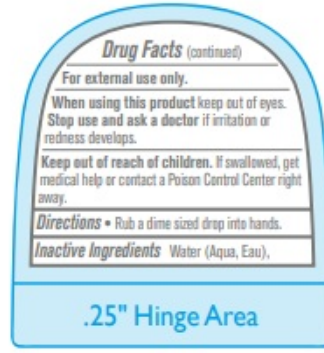 Drug Facts (continued)
For external use only.
When using this product keep out of eyes.
Stop use and ask a doctor if irritation or
redness develops.
Keep out of reach of children. If swallowed, get
medical help or contact a Poison Control Center right
away.
Directions • Rub a dime sized drop into hands.
Inactive Ingredients Water (Aqua, Eau),
.25" Hinge Area